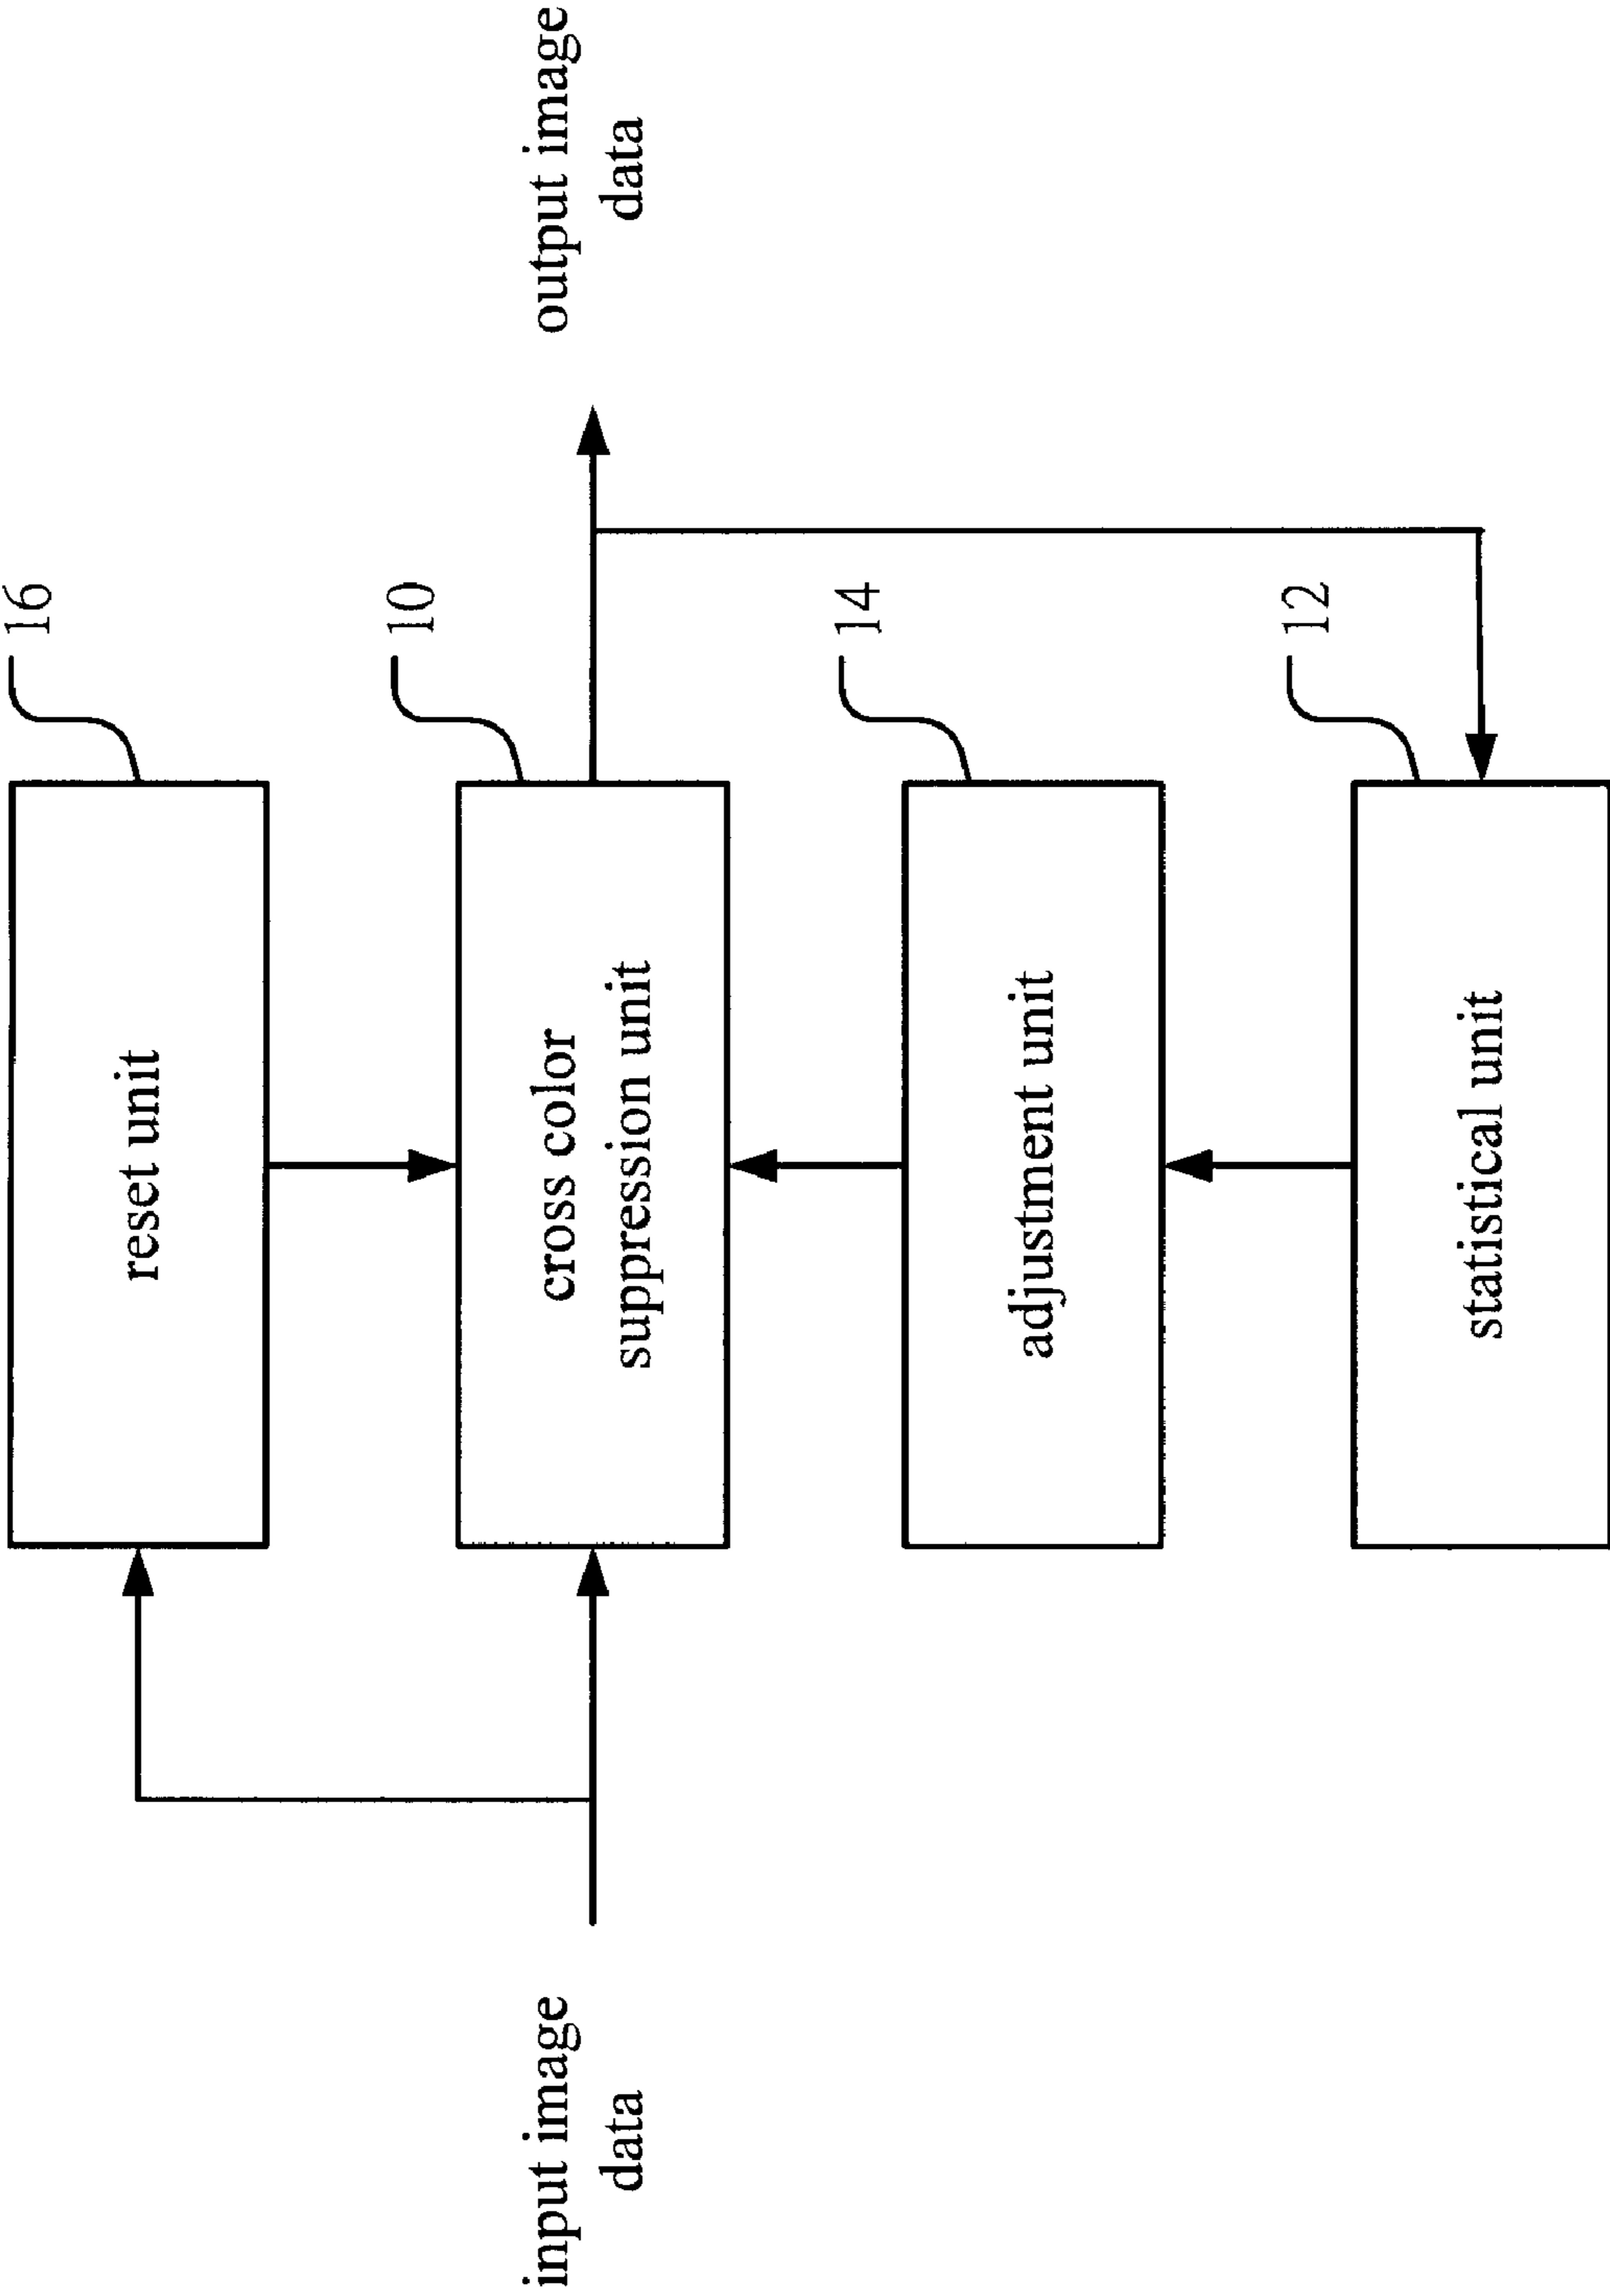 16
reset unit
10
cross color
suppression unit
input image
data
output image
data
14
adjustment unit
12
statistical unit